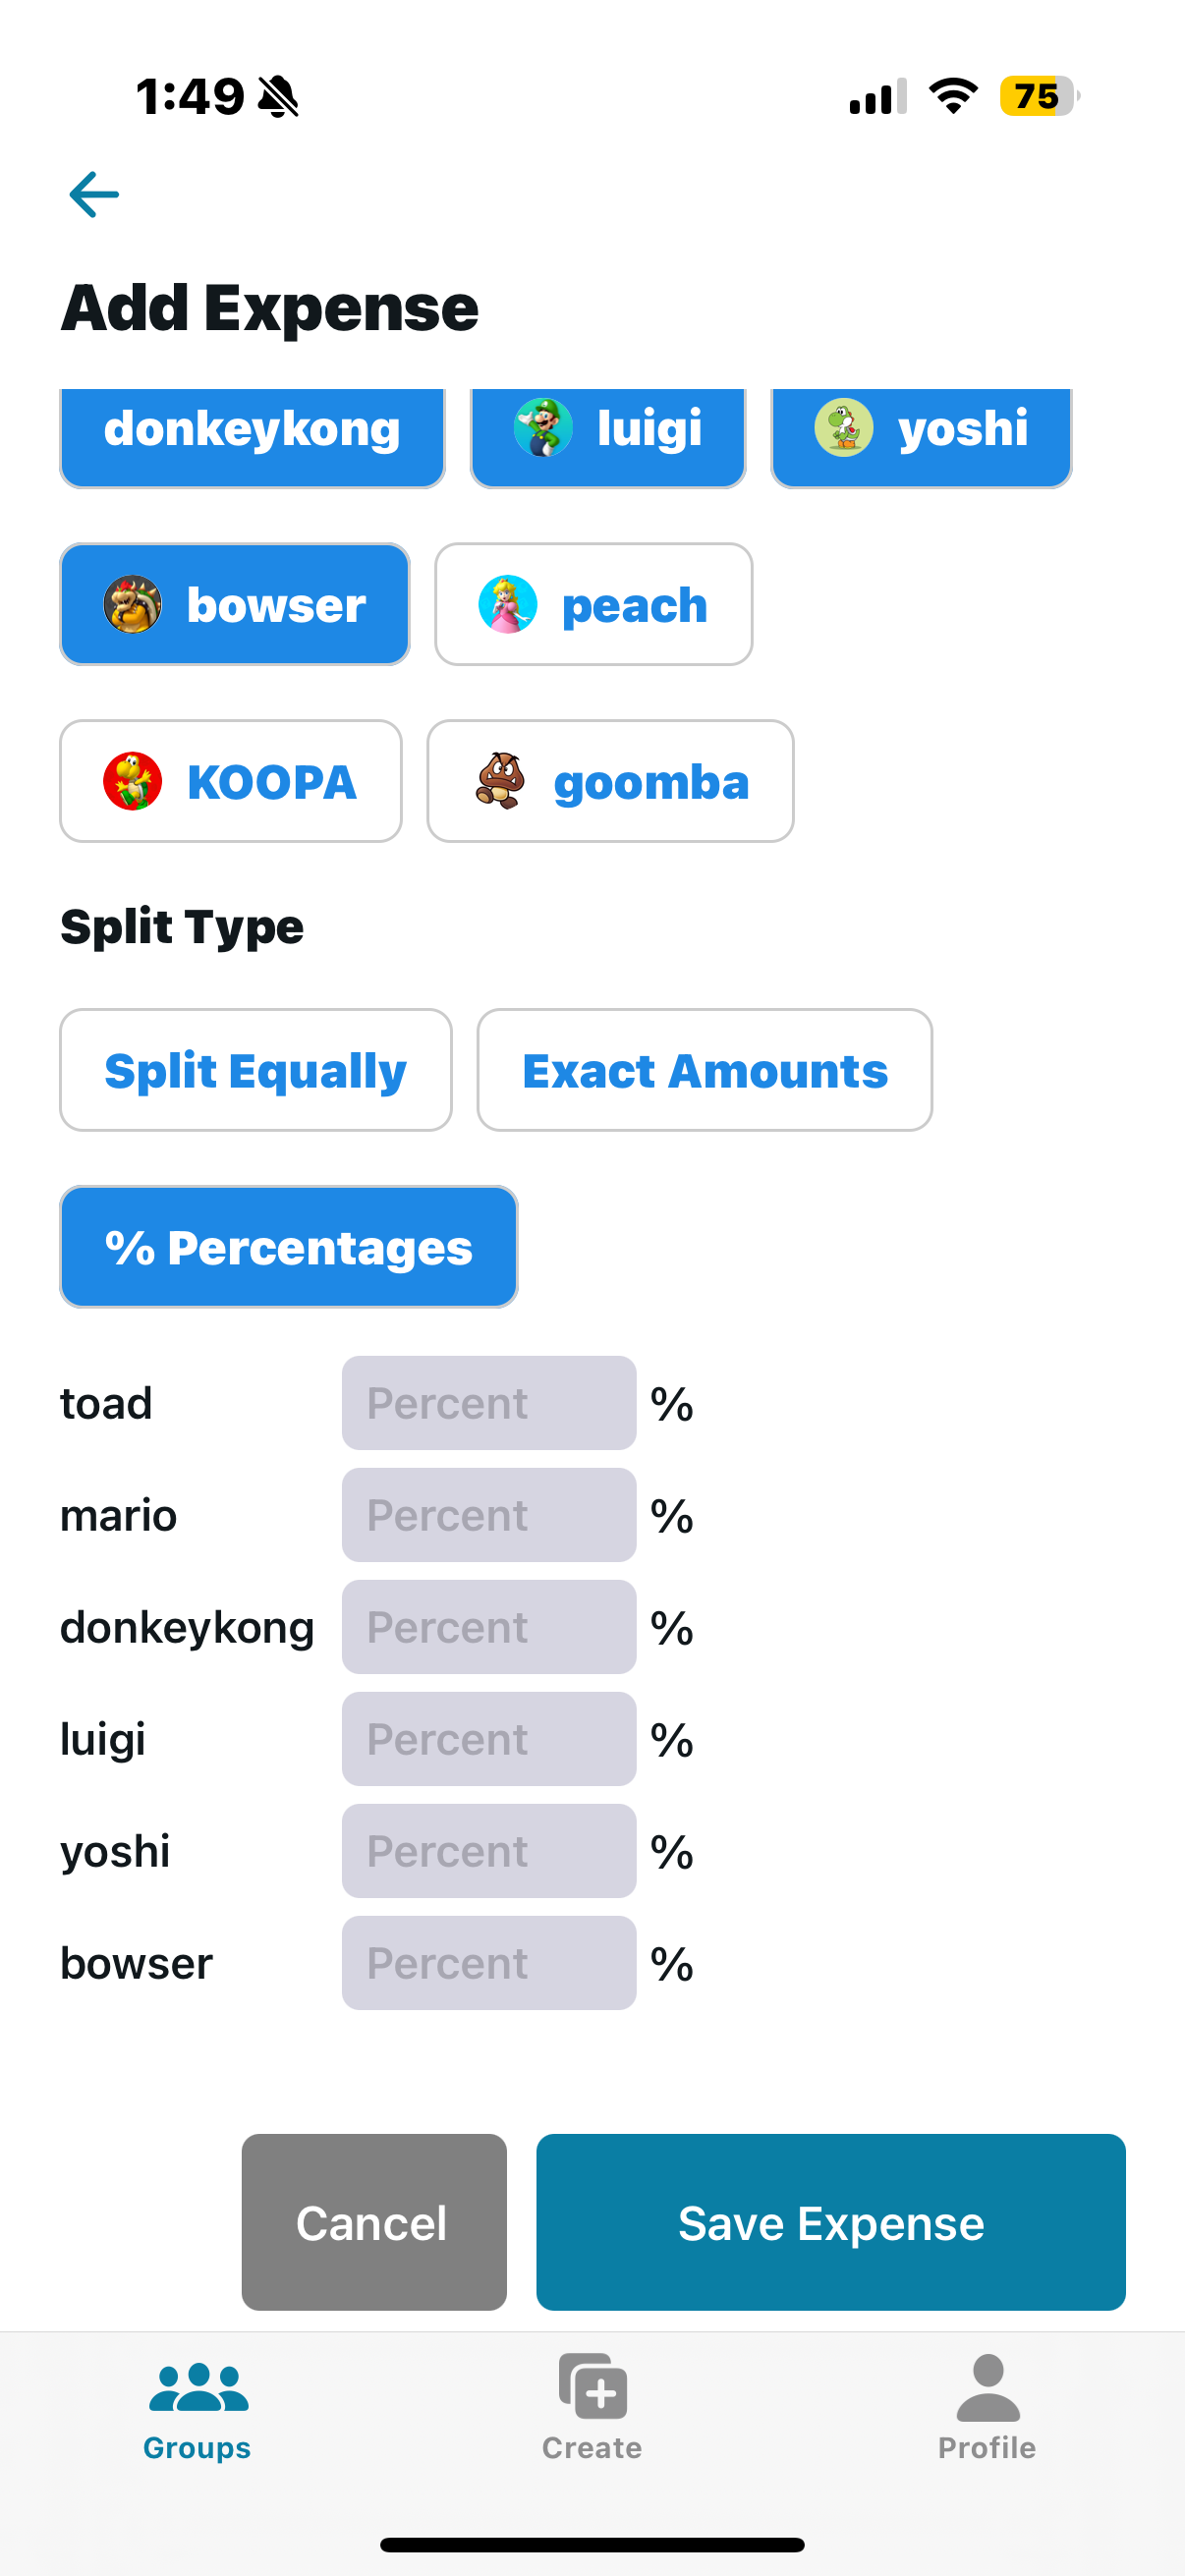 1:49 75
Add Expense
donkeykong luigi yoshi
bowser peach
KOOPA goomba
Split Type
Split Equally Exact Amounts
% Percentages
toad Percent %
mario Percent %
donkeykong Percent %
luigi Percent %
yoshi Percent %
bowser Percent %
Cancel Save Expense
Groups Create Profile